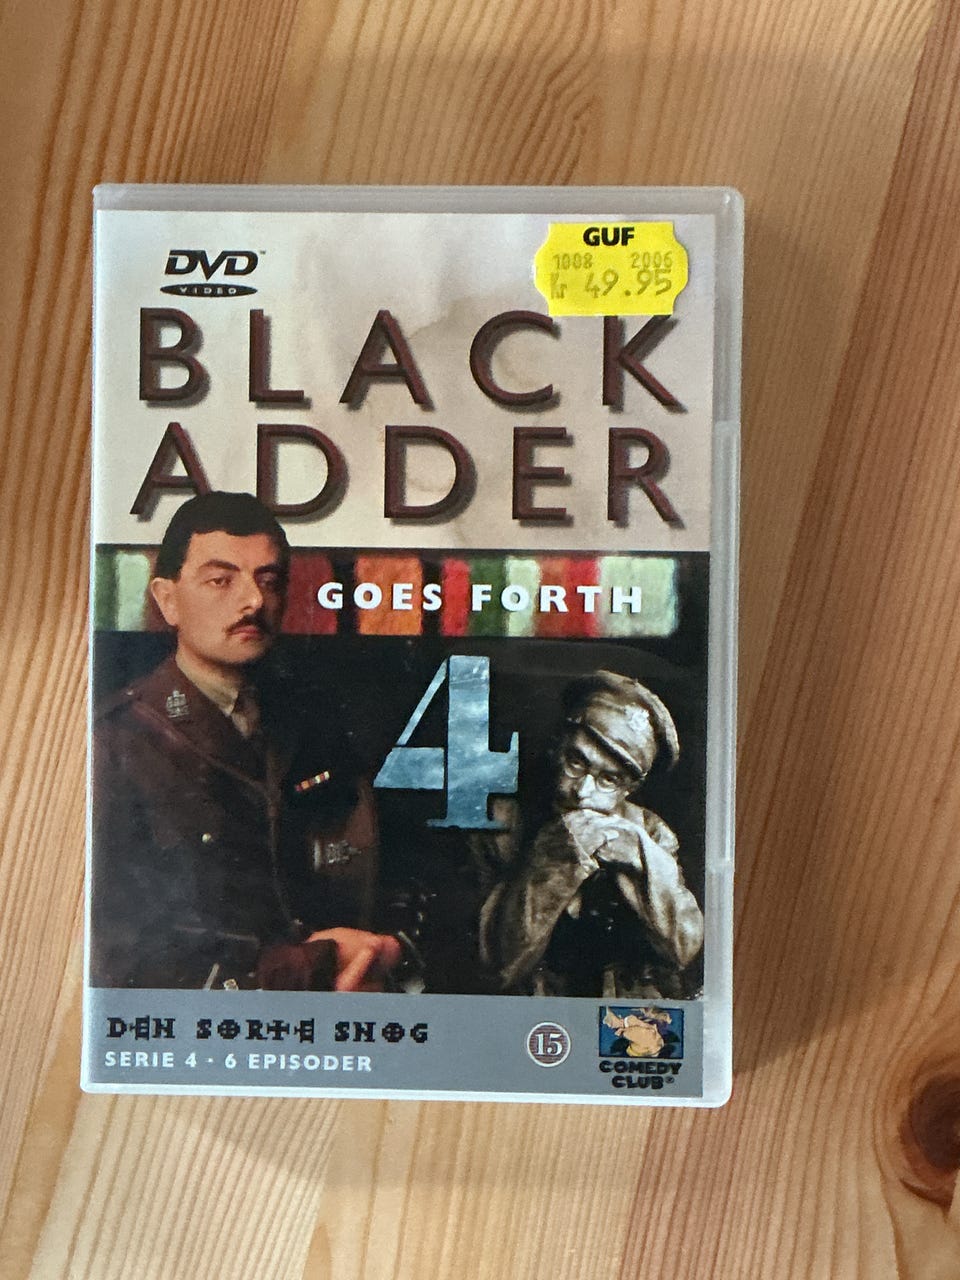 GUF
1008 2006
Kr 49.95
DVD™
VIDEO
BLACK
ADDER
GOES FORTH
4
DEN SORTE SNOG
SERIE 4 · 6 EPISODER
15
COMEDY
CLUB®